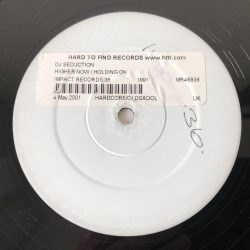 HARD TO FIND RECORDS www.htfr.com
DJ SEDUCTION
HIGHER NOW / HOLDING ON
IMPACT RECORDS 36 1991 MR46636
4 May 2001 HARDCORE/OLDSKOOL UK